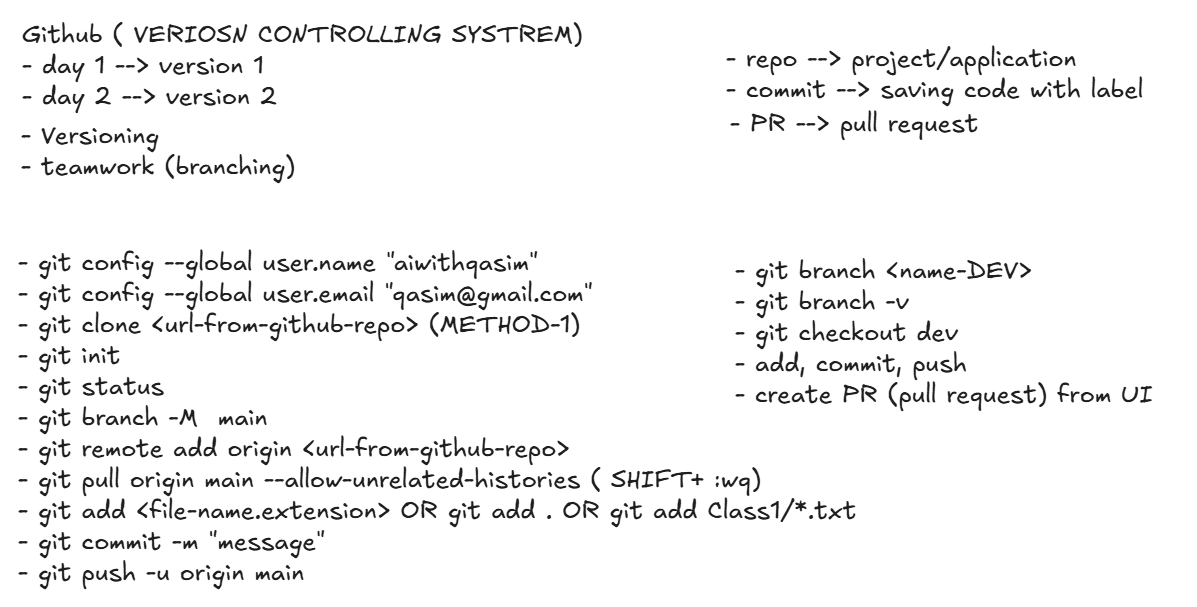 Github ( VERIOSN CONTROLLING SYSTREM)
- day 1 --> version 1
- day 2 --> version 2
- Versioning
- teamwork (branching)
- repo --> project/application
- commit --> saving code with label
- PR --> pull request
- git config --global user.name "aiwithqasim"
- git config --global user.email "qasim@gmail.com"
- git clone <url-from-github-repo> (METHOD-1)
- git init
- git status
- git branch -M  main
- git remote add origin <url-from-github-repo>
- git pull origin main --allow-unrelated-histories ( SHIFT+ :wq)
- git add <file-name.extension> OR git add . OR git add Class1/*.txt
- git commit -m "message"
- git push -u origin main
- git branch <name-DEV>
- git branch -v
- git checkout dev
- add, commit, push
- create PR (pull request) from UI